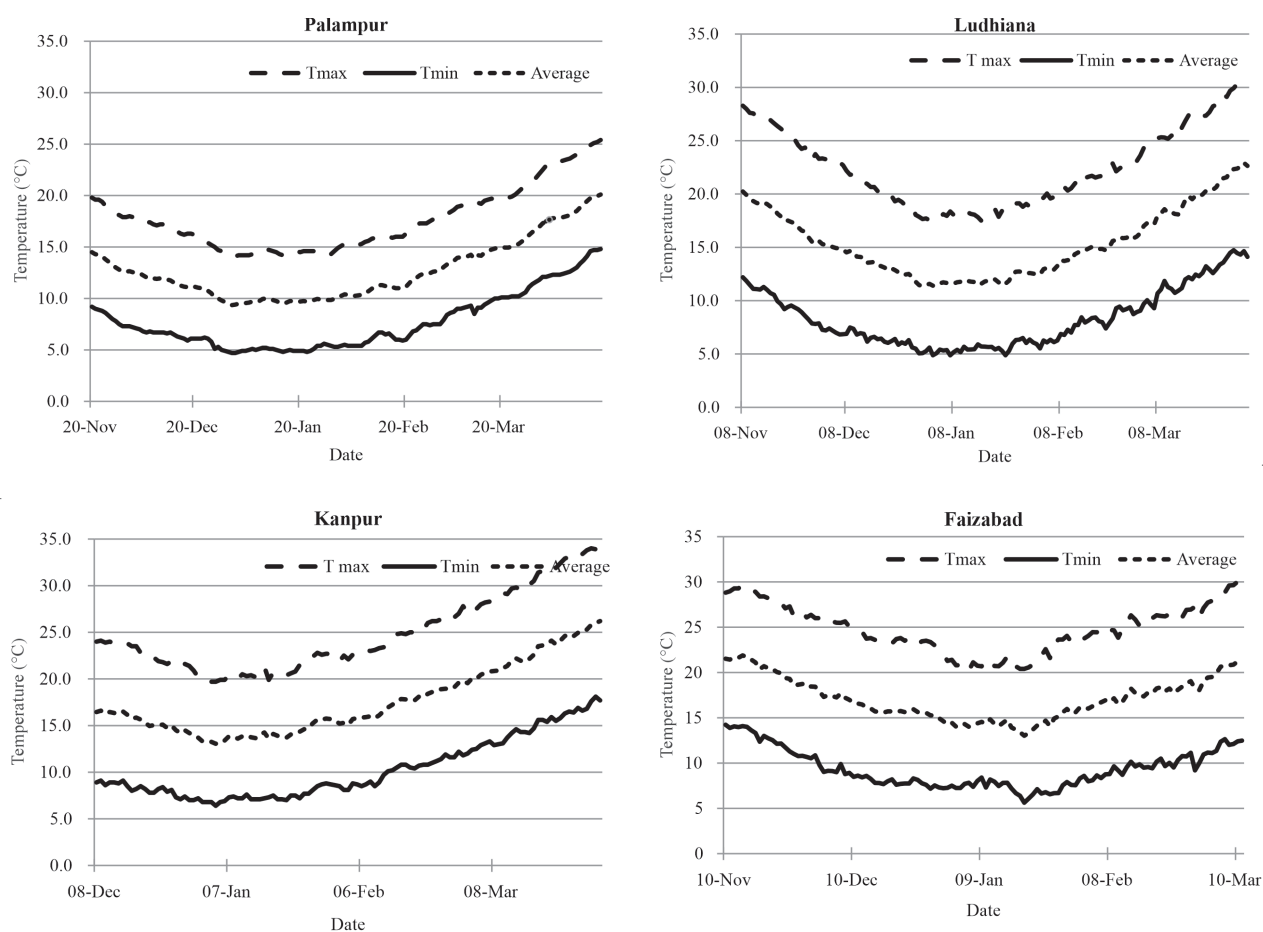 Palampur
35.0
Tmax Tmin Average
30.0
25.0
20.0
15.0
10.0
5.0
0.0
Temperature (°C)
20-Nov 20-Dec 20-Jan 20-Feb 20-Mar
Date
Ludhiana
35.0
T max Tmin Average
30.0
25.0
20.0
15.0
10.0
5.0
0.0
Temperature (°C)
08-Nov 08-Dec 08-Jan 08-Feb 08-Mar
Date
Kanpur
35.0
T max Tmin Average
30.0
25.0
20.0
15.0
10.0
5.0
0.0
Temperature (°C)
08-Dec 07-Jan 06-Feb 08-Mar
Date
Faizabad
35
Tmax Tmin Average
30
25
20
15
10
5
0
Temperature (°C)
10-Nov 10-Dec 09-Jan 08-Feb 10-Mar
Date